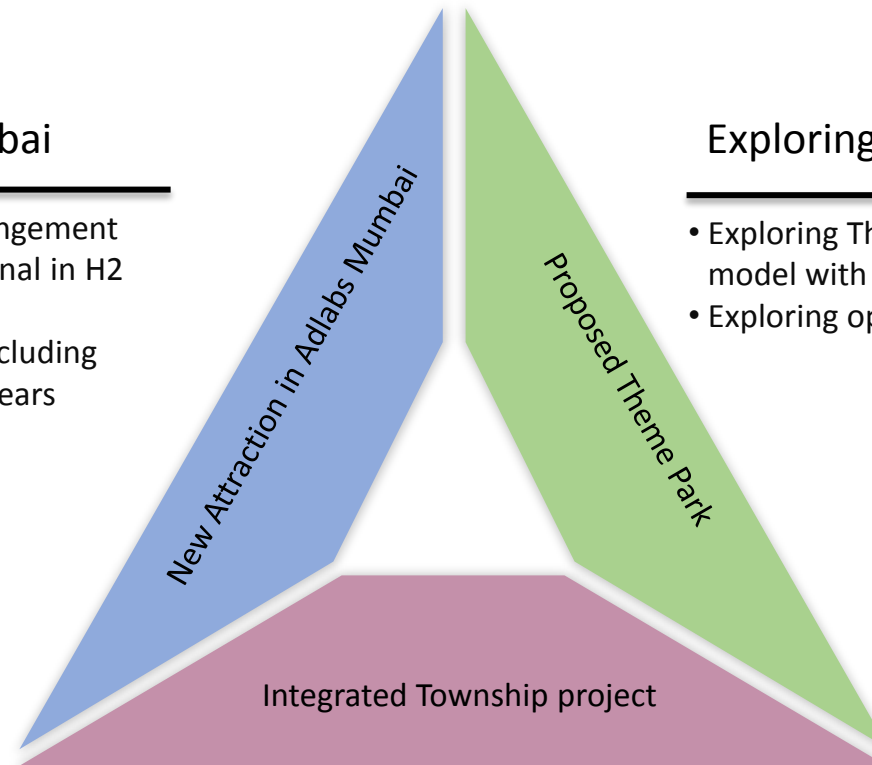 bai
ngement
nal in H2
cluding
ears
New Attraction in Adlabs Mumbai
Proposed Theme Park
Exploring
• Exploring Th
model with
• Exploring op
Integrated Township project